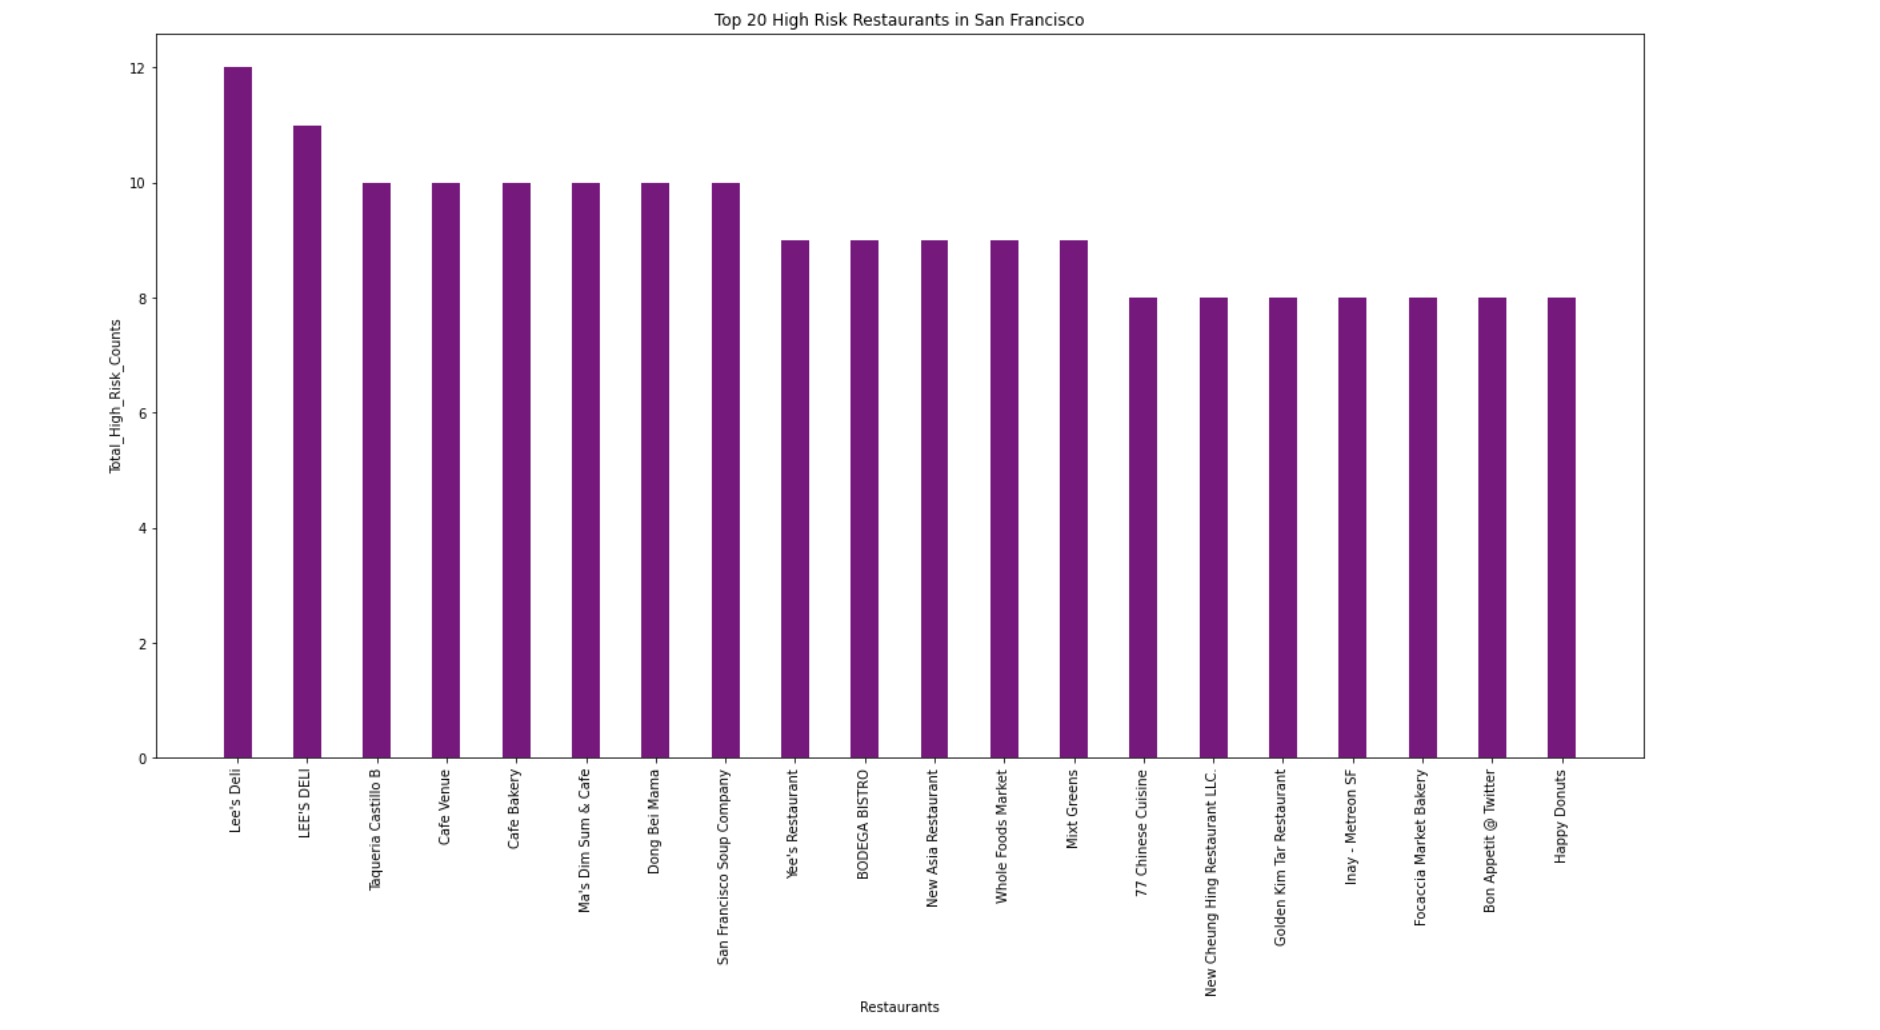 Top 20 High Risk Restaurants in San Francisco
Total_High_Risk_Counts
12
10
8
6
4
2
0
Lee's Deli
LEE'S DELI
Taqueria Castillo B
Cafe Venue
Cafe Bakery
Ma's Dim Sum & Cafe
Dong Bei Mama
San Francisco Soup Company
Yee's Restaurant
BODEGA BISTRO
New Asia Restaurant
Whole Foods Market
Mixt Greens
77 Chinese Cuisine
New Cheung Hing Restaurant LLC.
Golden Kim Tar Restaurant
Inay - Metreon SF
Focaccia Market Bakery
Bon Appetit @ Twitter
Happy Donuts
Restaurants